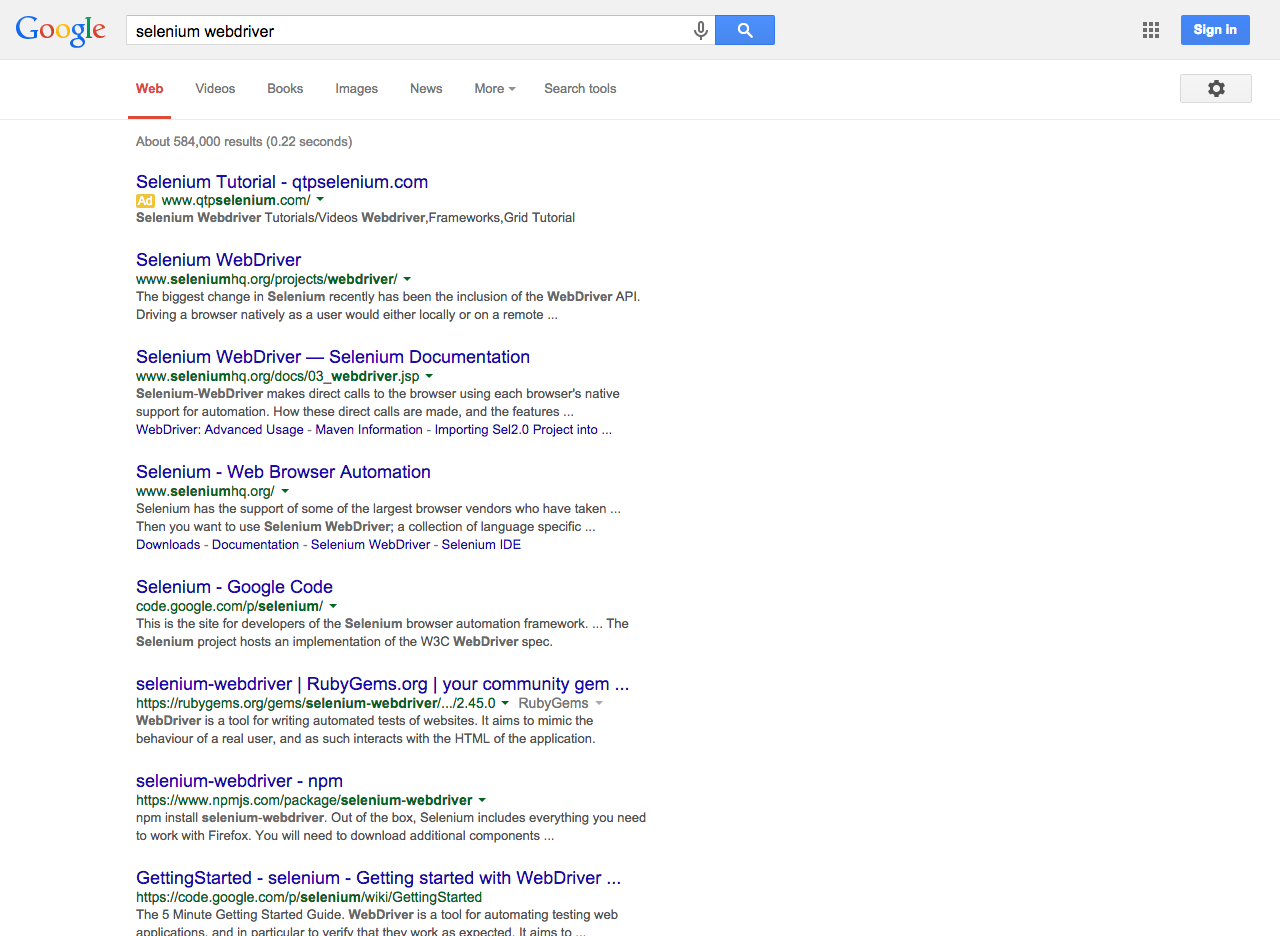 Google
selenium webdriver
Sign in
Web Videos Books Images News More Search tools
About 584,000 results (0.22 seconds)
Selenium Tutorial - qtpselenium.com
Ad www.qtpselenium.com/
Selenium Webdriver Tutorials/Videos Webdriver,Frameworks,Grid Tutorial
Selenium WebDriver
www.seleniumhq.org/projects/webdriver/
The biggest change in Selenium recently has been the inclusion of the WebDriver API.
Driving a browser natively as a user would either locally or on a remote ...
Selenium WebDriver — Selenium Documentation
www.seleniumhq.org/docs/03_webdriver.jsp
Selenium-WebDriver makes direct calls to the browser using each browser's native
support for automation. How these direct calls are made, and the features ...
WebDriver: Advanced Usage - Maven Information - Importing Sel2.0 Project into ...
Selenium - Web Browser Automation
www.seleniumhq.org/
Selenium has the support of some of the largest browser vendors who have taken ...
Then you want to use Selenium WebDriver; a collection of language specific ...
Downloads - Documentation - Selenium WebDriver - Selenium IDE
Selenium - Google Code
code.google.com/p/selenium/
This is the site for developers of the Selenium browser automation framework. ... The
Selenium project hosts an implementation of the W3C WebDriver spec.
selenium-webdriver | RubyGems.org | your community gem ...
https://rubygems.org/gems/selenium-webdriver/.../2.45.0 RubyGems
WebDriver is a tool for writing automated tests of websites. It aims to mimic the
behaviour of a real user, and as such interacts with the HTML of the application.
selenium-webdriver - npm
https://www.npmjs.com/package/selenium-webdriver
npm install selenium-webdriver. Out of the box, Selenium includes everything you need
to work with Firefox. You will need to download additional components ...
GettingStarted - selenium - Getting started with WebDriver ...
https://code.google.com/p/selenium/wiki/GettingStarted
The 5 Minute Getting Started Guide. WebDriver is a tool for automating testing web
applications, and in particular to verify that they work as expected. It aims to ...